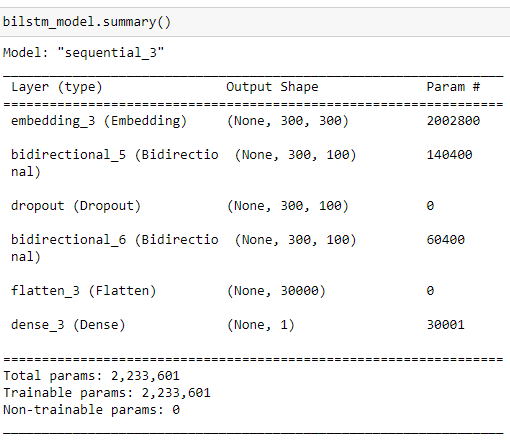 bilstm_model.summary()
Model: "sequential_3"
_________________________________________________________________
Layer (type) Output Shape Param #
=================================================================
embedding_3 (Embedding) (None, 300, 300) 2002800
bidirectional_5 (Bidirectio (None, 300, 100) 140400
nal)
dropout (Dropout) (None, 300, 100) 0
bidirectional_6 (Bidirectio (None, 300, 100) 60400
nal)
flatten_3 (Flatten) (None, 30000) 0
dense_3 (Dense) (None, 1) 30001
=================================================================
Total params: 2,233,601
Trainable params: 2,233,601
Non-trainable params: 0
_________________________________________________________________